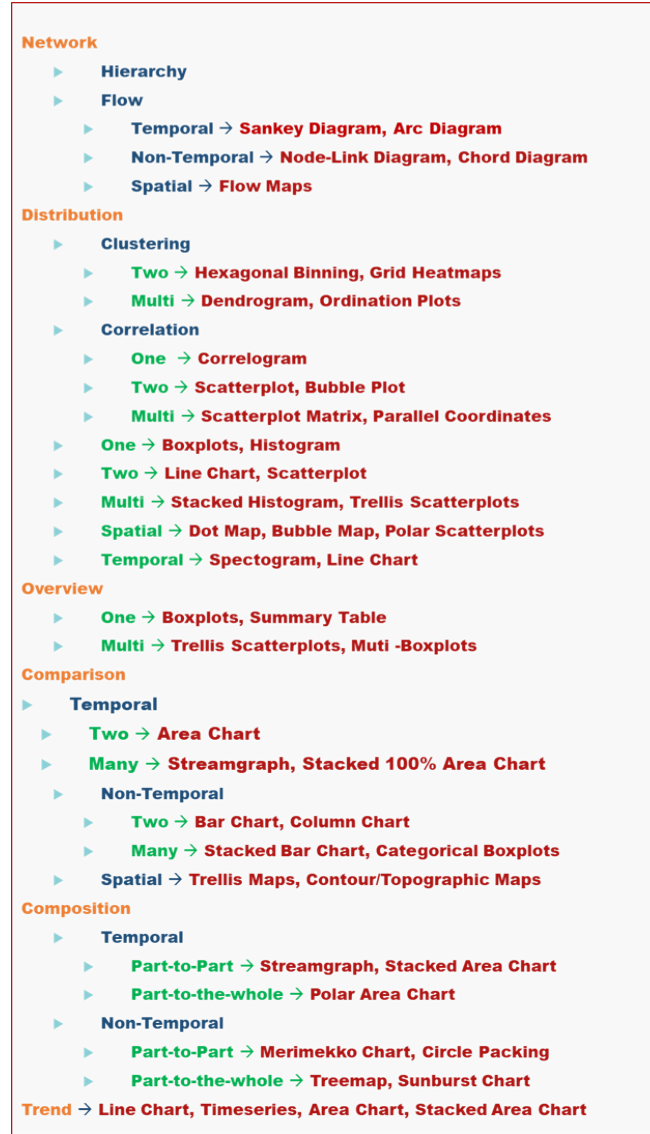 Network
Hierarchy
Flow
Temporal → Sankey Diagram, Arc Diagram
Non-Temporal → Node-Link Diagram, Chord Diagram
Spatial → Flow Maps
Distribution
Clustering
Two → Hexagonal Binning, Grid Heatmaps
Multi → Dendrogram, Ordination Plots
Correlation
One → Correlogram
Two → Scatterplot, Bubble Plot
Multi → Scatterplot Matrix, Parallel Coordinates
One → Boxplots, Histogram
Two → Line Chart, Scatterplot
Multi → Stacked Histogram, Trellis Scatterplots
Spatial → Dot Map, Bubble Map, Polar Scatterplots
Temporal → Spectogram, Line Chart
Overview
One → Boxplots, Summary Table
Multi → Trellis Scatterplots, Muti -Boxplots
Comparison
Temporal
Two → Area Chart
Many → Streamgraph, Stacked 100% Area Chart
Non-Temporal
Two → Bar Chart, Column Chart
Many → Stacked Bar Chart, Categorical Boxplots
Spatial → Trellis Maps, Contour/Topographic Maps
Composition
Temporal
Part-to-Part → Streamgraph, Stacked Area Chart
Part-to-the-whole → Polar Area Chart
Non-Temporal
Part-to-Part → Merimekko Chart, Circle Packing
Part-to-the-whole → Treemap, Sunburst Chart
Trend → Line Chart, Timeseries, Area Chart, Stacked Area Chart